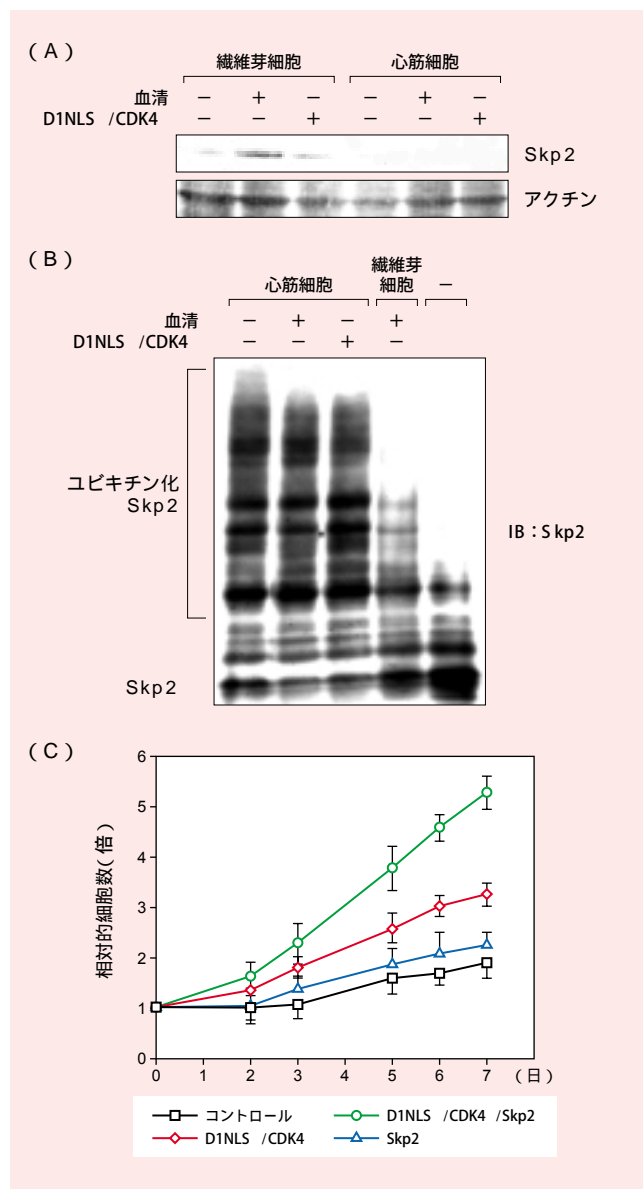 (A)
繊維芽細胞 心筋細胞
血清 − + − − + −
D1NLS /CDK4 − − + − − +
Skp2
アクチン
(B)
心筋細胞 繊維芽細胞 −
血清 − + − +
D1NLS /CDK4 − − + −
ユビキチン化
Skp2
IB:Skp2
Skp2
(C)
相対的細胞数(倍)
6
5
4
3
2
1
0
0 1 2 3 4 5 6 7 (日)
コントロール D1NLS /CDK4 /Skp2
D1NLS /CDK4 Skp2